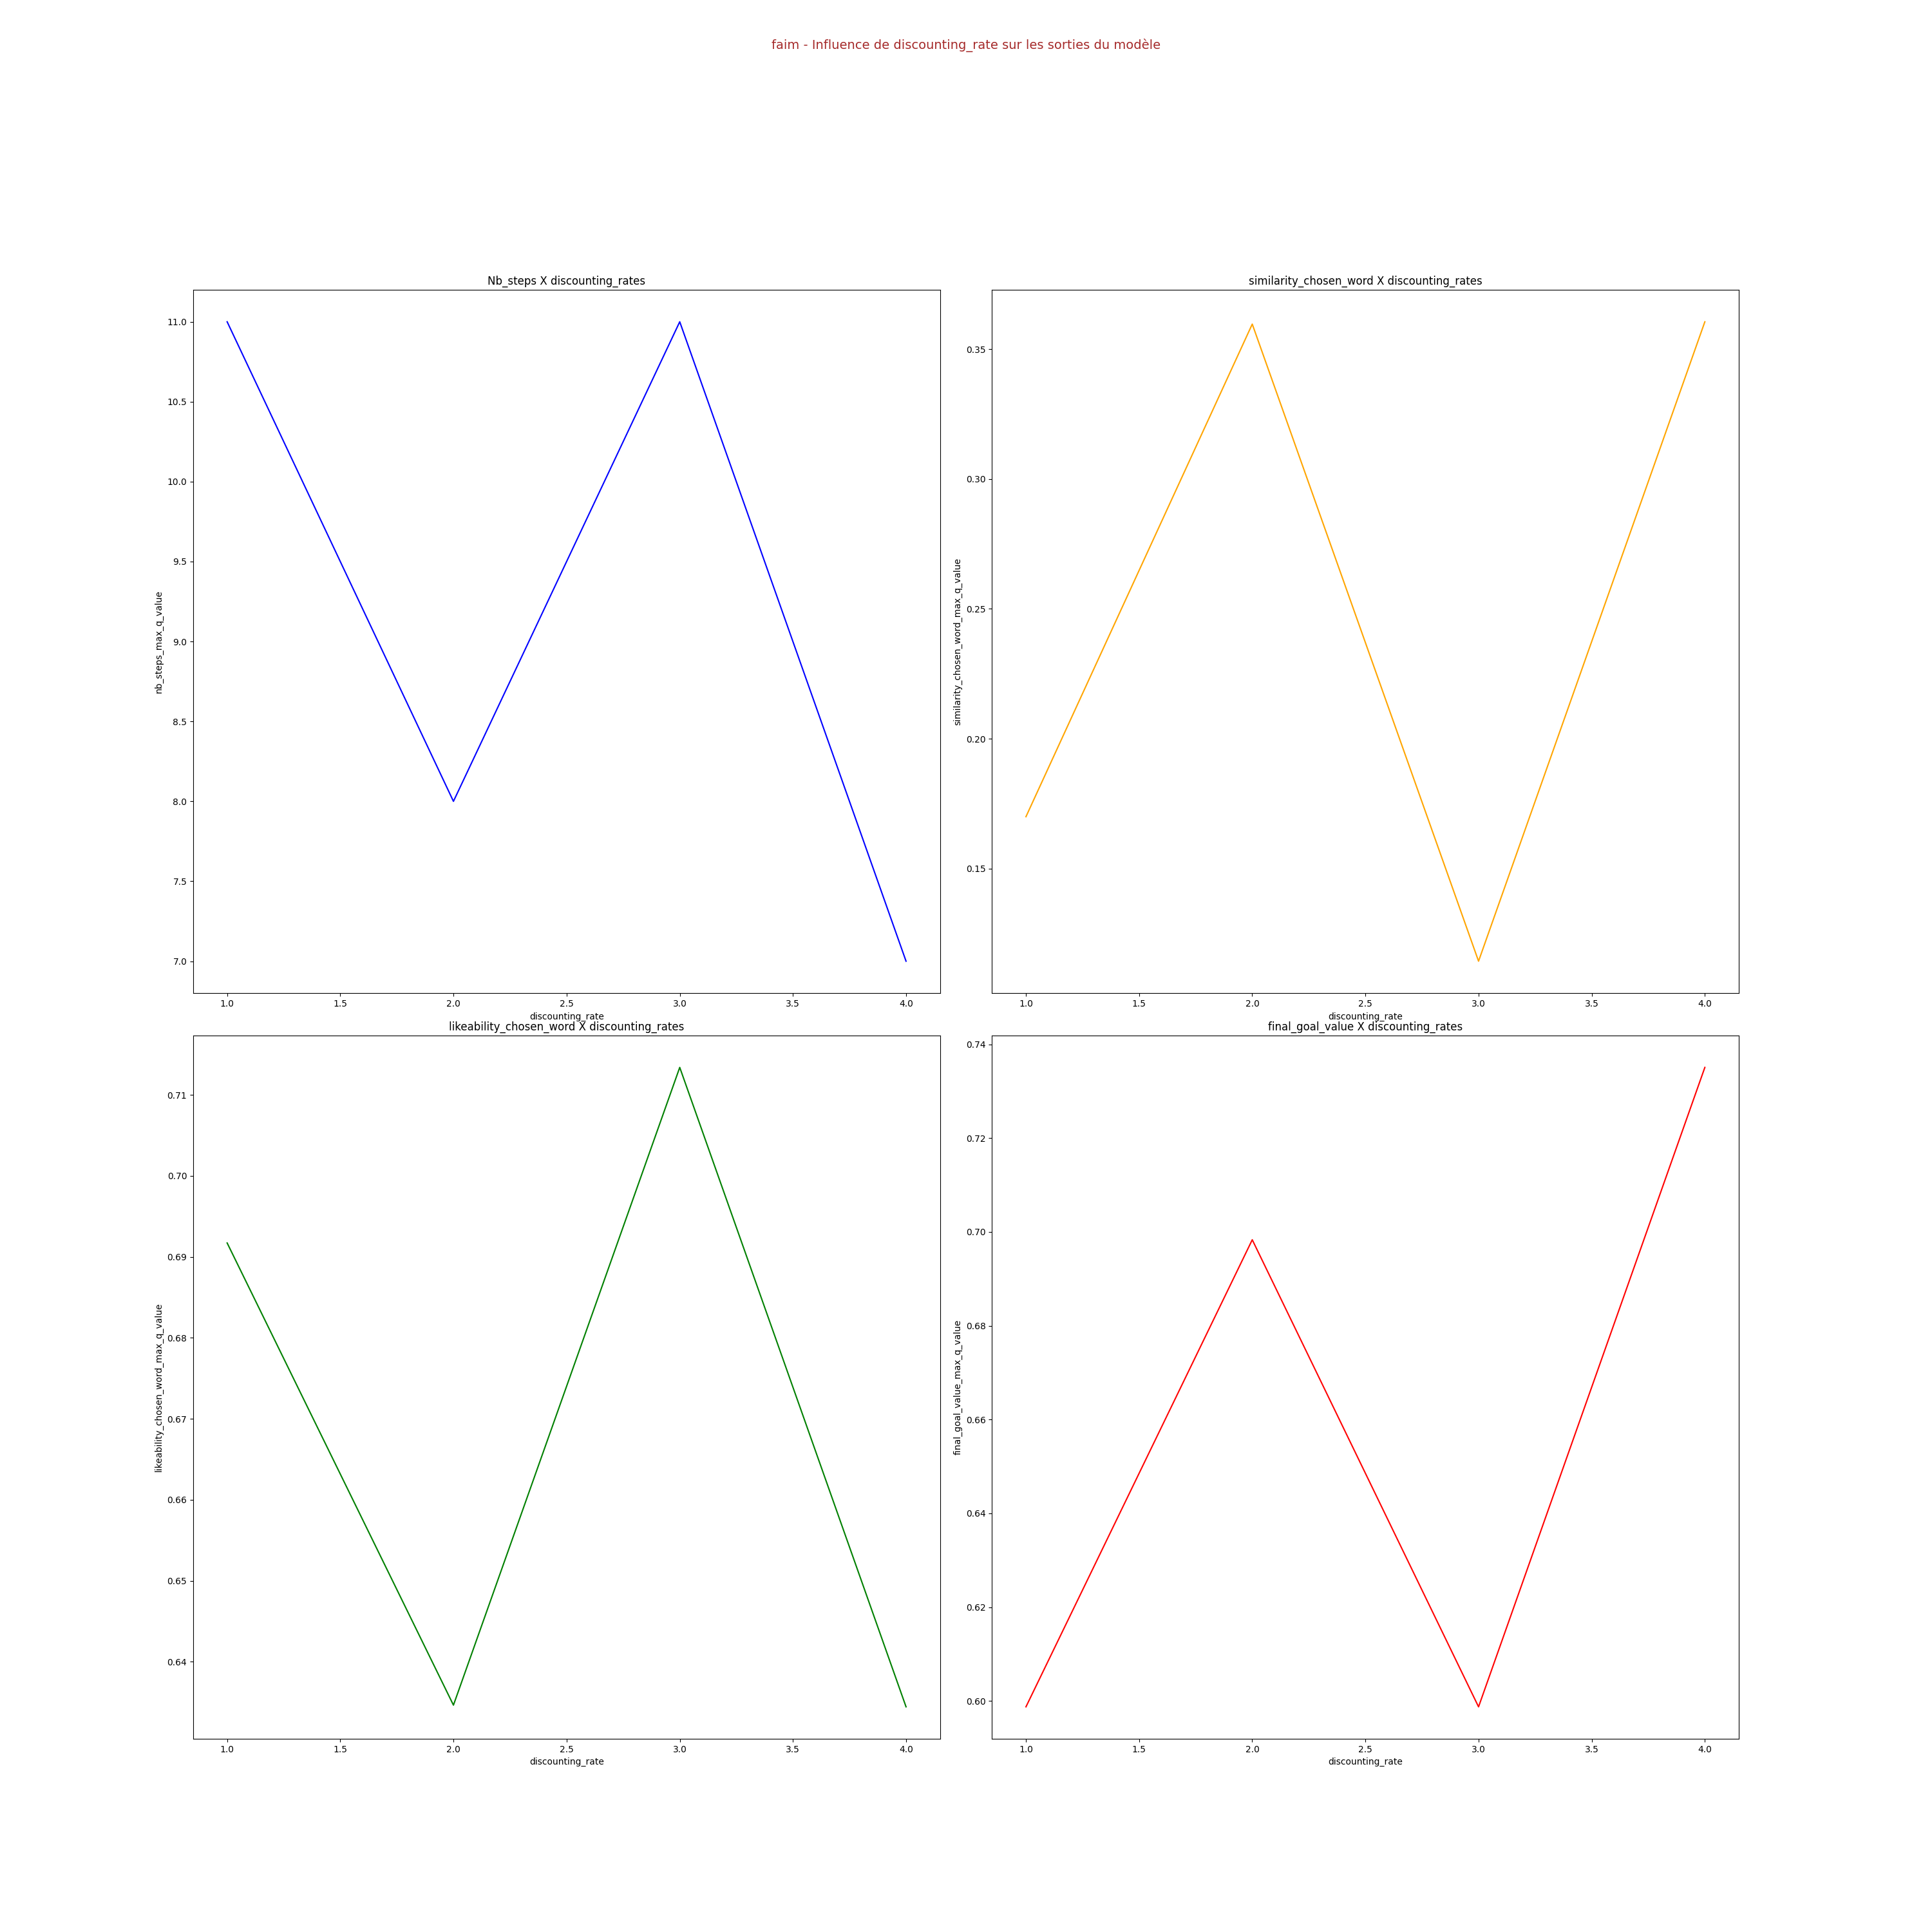 faim - Influence de discounting_rate sur les sorties du modèle
Nb_steps X discounting_rates
11.0
10.5
10.0
9.5
9.0
8.5
8.0
7.5
7.0
nb_steps_max_q_value
1.0 1.5 2.0 2.5 3.0 3.5 4.0
discounting_rate
similarity_chosen_word X discounting_rates
0.35
0.30
0.25
0.20
0.15
similarity_chosen_word_max_q_value
1.0 1.5 2.0 2.5 3.0 3.5 4.0
discounting_rate
likeability_chosen_word X discounting_rates
0.71
0.70
0.69
0.68
0.67
0.66
0.65
0.64
likeability_chosen_word_max_q_value
1.0 1.5 2.0 2.5 3.0 3.5 4.0
discounting_rate
final_goal_value X discounting_rates
0.74
0.72
0.70
0.68
0.66
0.64
0.62
0.60
final_goal_value_max_q_value
1.0 1.5 2.0 2.5 3.0 3.5 4.0
discounting_rate